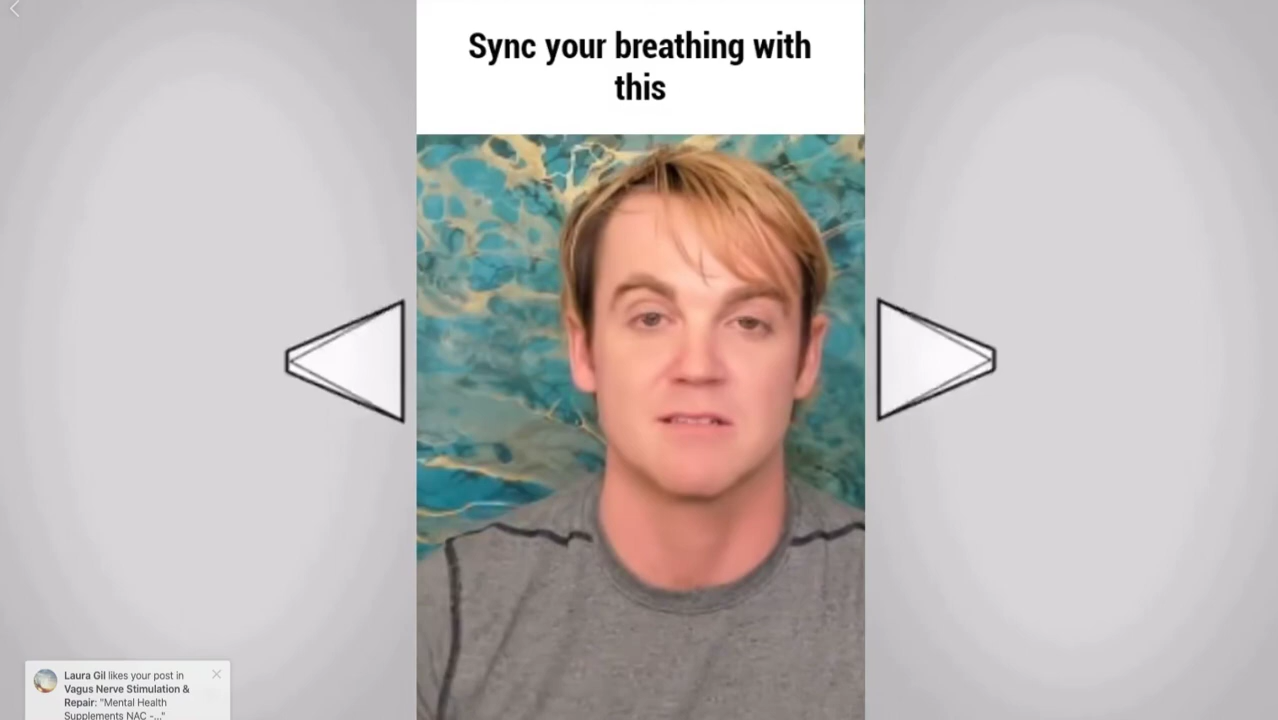 Sync your breathing with
this
Laura Gil likes your post in
Vagus Nerve Stimulation &
Repair: "Mental Health
Supplements NAC -..."